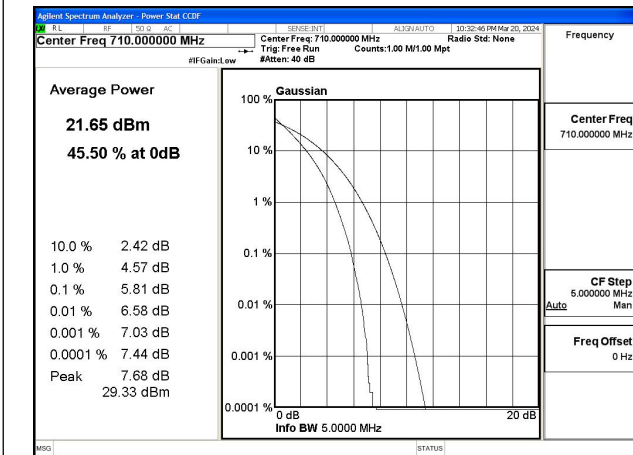 Agilent Spectrum Analyzer - Power Stat CCDF
LXI RL RF 50 Ω AC SENSE:INT ALIGN AUTO 10:32:46 PM Mar 20, 2024
Center Freq 710.000000 MHz
Center Freq: 710.000000 MHz Radio Std: None
Trig: Free Run Counts:1.00 M/1.00 Mpt
#IFGain:Low #Atten: 40 dB
Frequency
Average Power
21.65 dBm
45.50 % at 0dB
10.0 % 2.42 dB
1.0 % 4.57 dB
0.1 % 5.81 dB
0.01 % 6.58 dB
0.001 % 7.03 dB
0.0001 % 7.44 dB
Peak 7.68 dB
29.33 dBm
Gaussian
100 %
10 %
1 %
0.1 %
0.01 %
0.001 %
0.0001 %
0 dB 20 dB
Info BW 5.0000 MHz
Center Freq
710.000000 MHz
CF Step
5.000000 MHz
Auto Man
Freq Offset
0 Hz
MSG STATUS